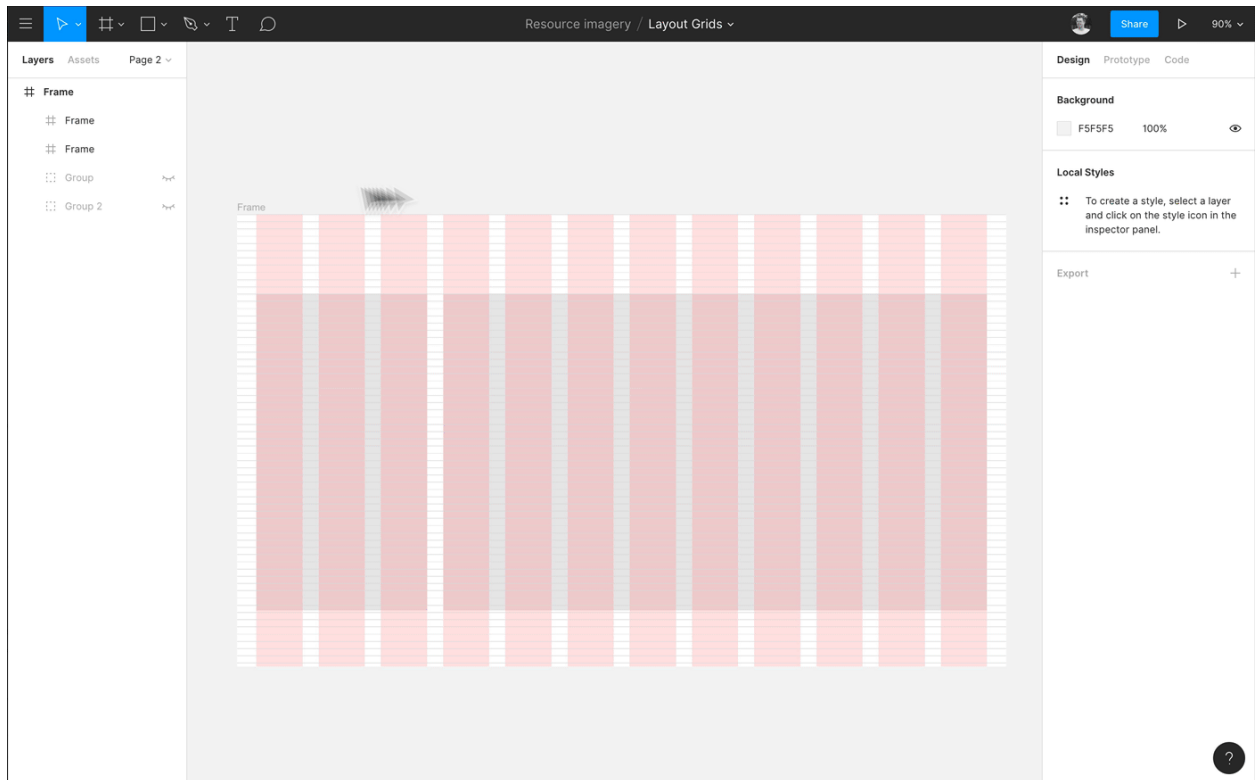 Resource imagery / Layout Grids
Share
90%
Layers Assets Page 2
Frame
Frame
Frame
Group
Group 2
Frame
Design Prototype Code
Background
F5F5F5 100%
Local Styles
To create a style, select a layer
and click on the style icon in the
inspector panel.
Export
?